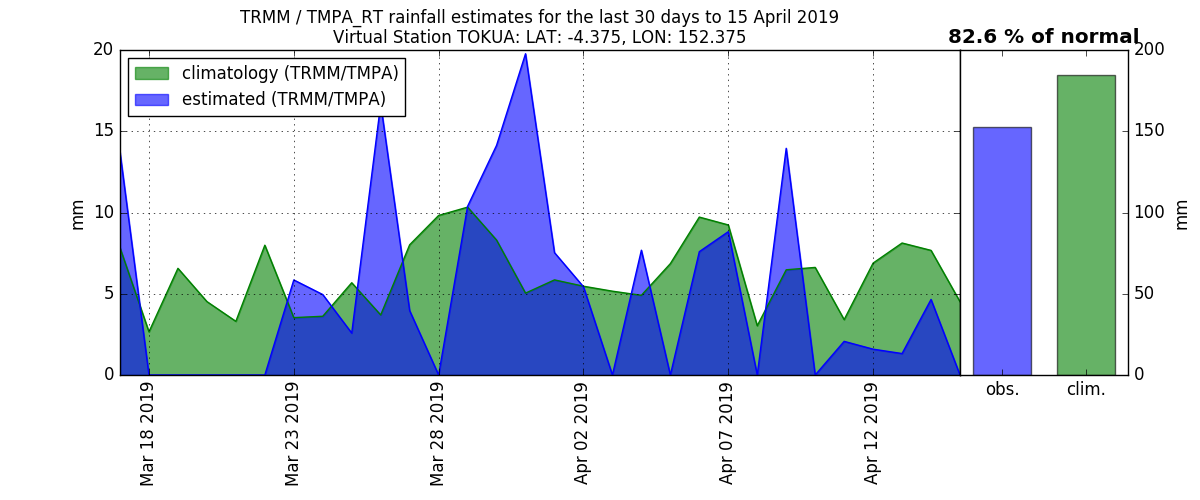 TRMM / TMPA_RT rainfall estimates for the last 30 days to 15 April 2019
Virtual Station TOKUA: LAT: -4.375, LON: 152.375
82.6 % of normal
climatology (TRMM/TMPA)
estimated (TRMM/TMPA)
20
15
10
5
0
mm
200
150
100
50
0
mm
Mar 18 2019
Mar 23 2019
Mar 28 2019
Apr 02 2019
Apr 07 2019
Apr 12 2019
obs.
clim.